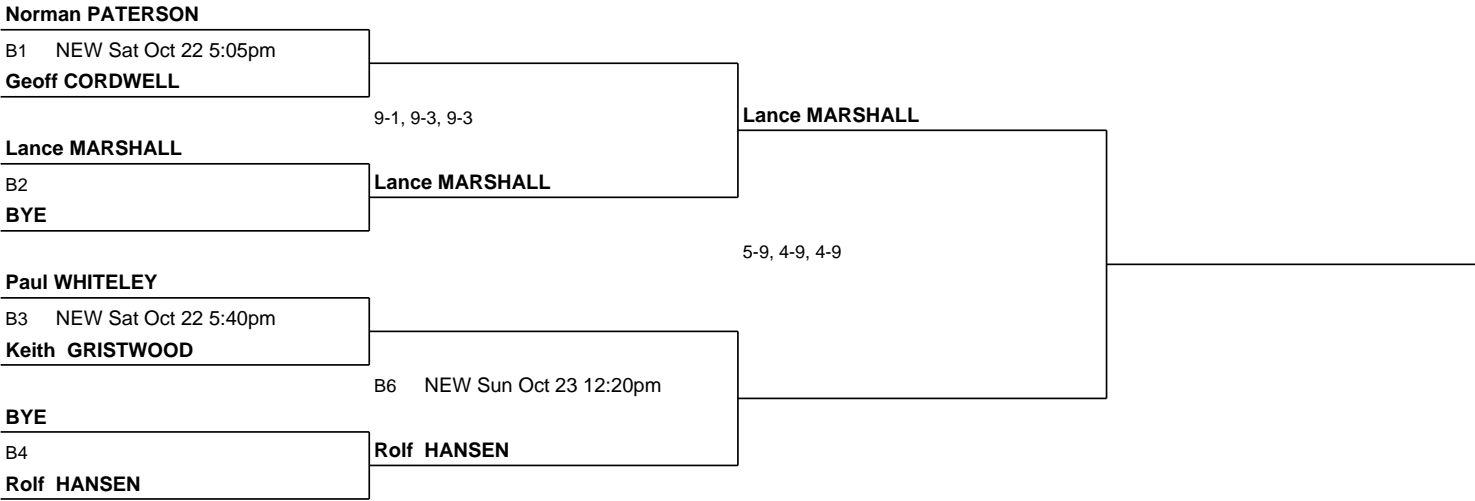 Norman PATERSON
B1 NEW Sat Oct 22 5:05pm
Geoff CORDWELL
9-1, 9-3, 9-3
Lance MARSHALL
Lance MARSHALL
B2
Lance MARSHALL
BYE
5-9, 4-9, 4-9
Paul WHITELEY
B3 NEW Sat Oct 22 5:40pm
Keith GRISTWOOD
B6 NEW Sun Oct 23 12:20pm
BYE
B4
Rolf HANSEN
Rolf HANSEN